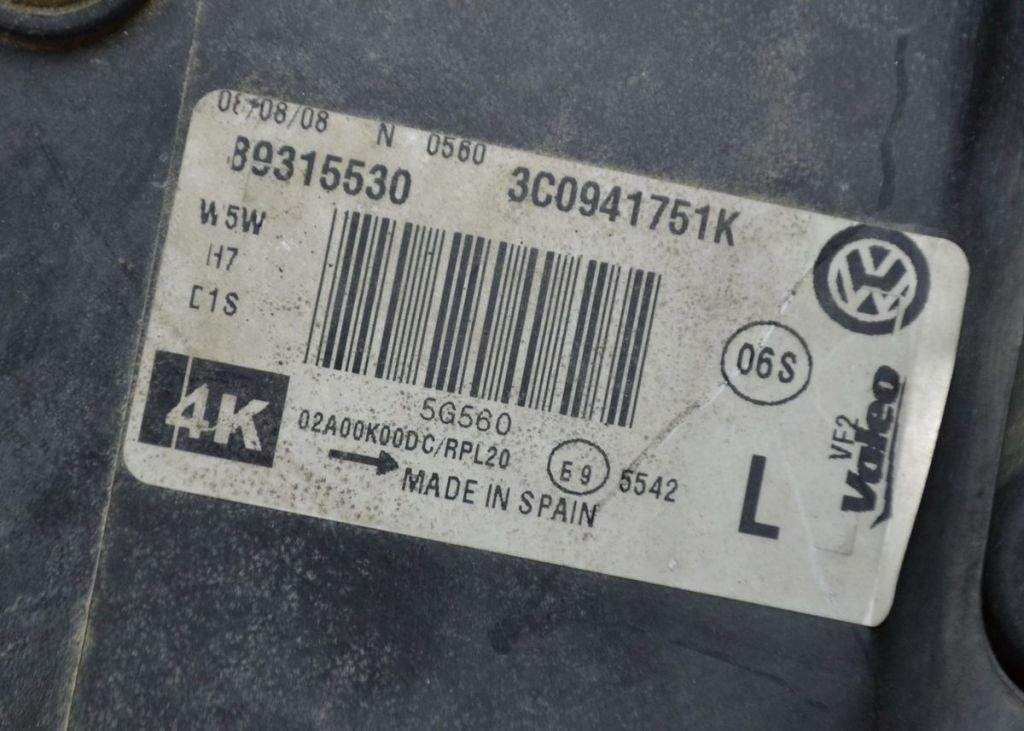 08/08/08 N 0560
89315530 3C0941751K
W5W
H7
D1S
06S
4K
5G560
02A00K00DC/RPL20
E9 5542
MADE IN SPAIN
L
VF2
Valeo